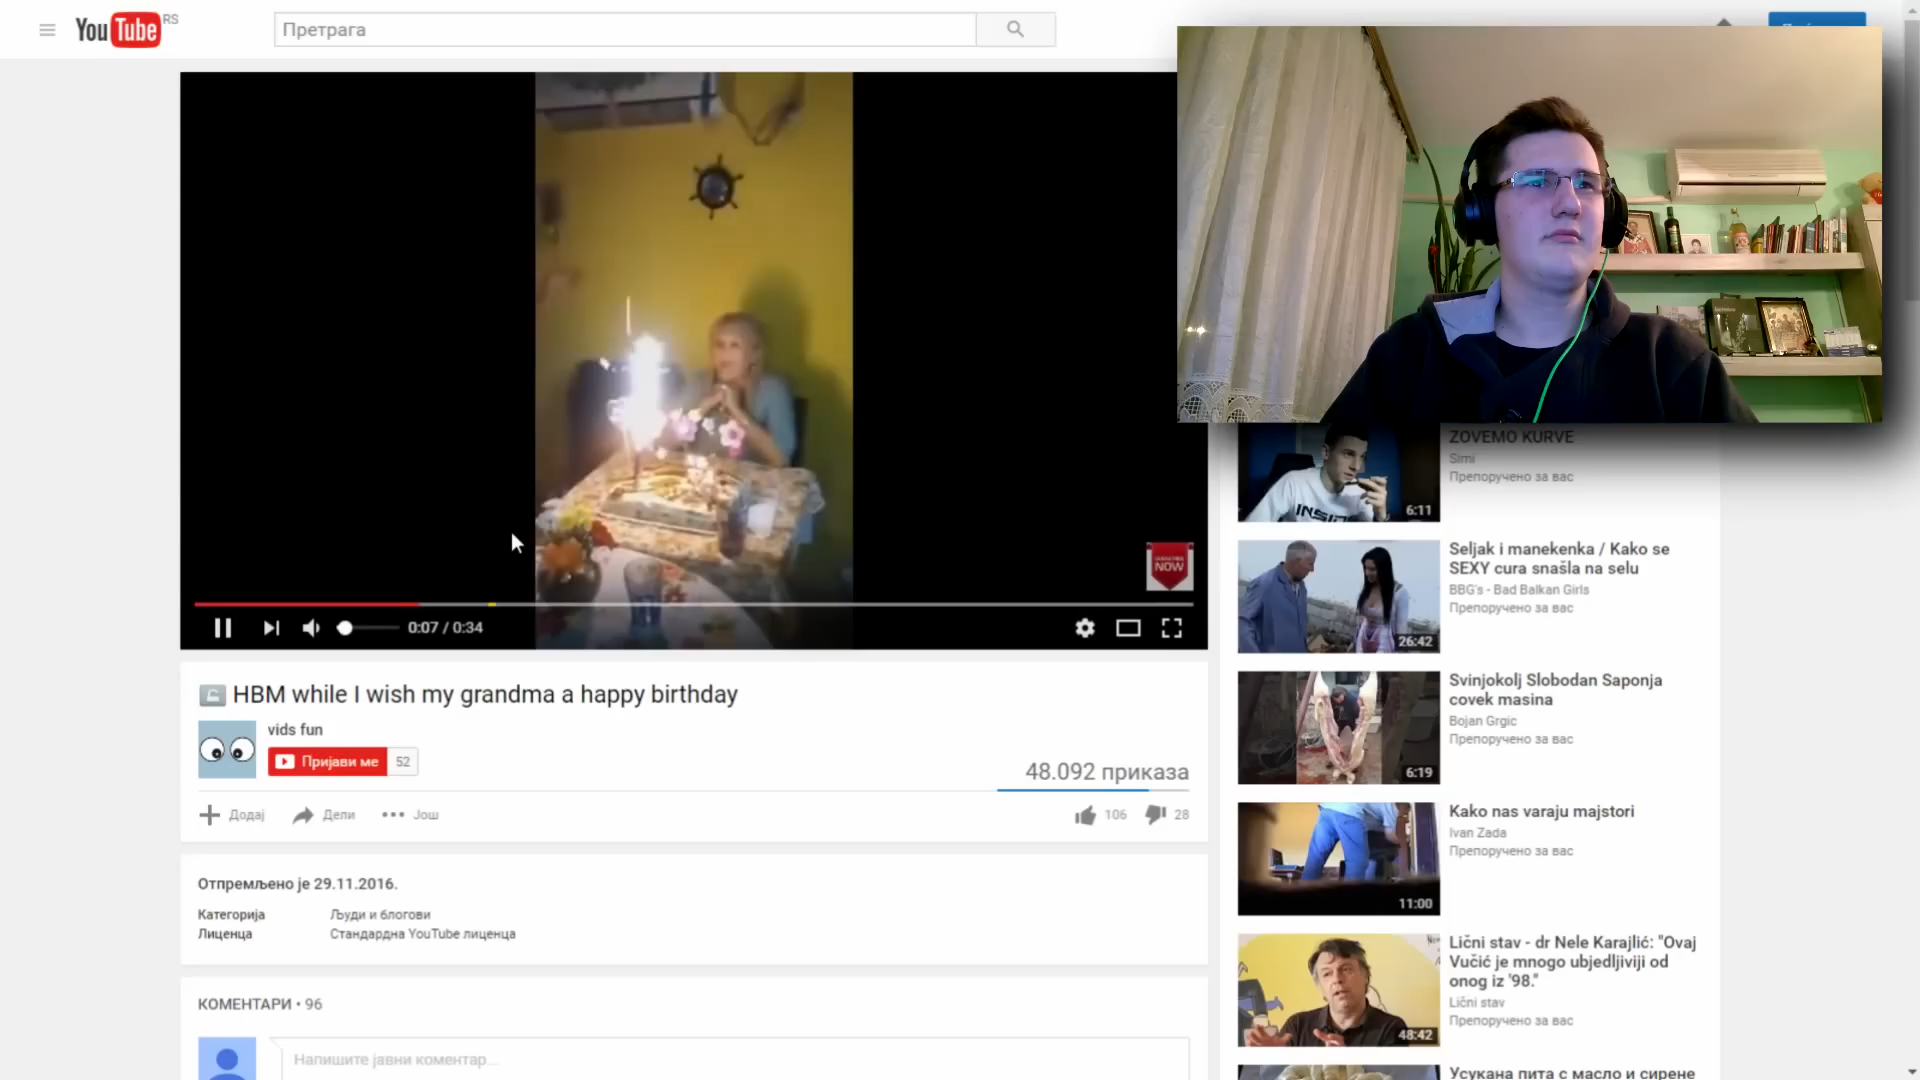 YouTube RS
Претрага
NOW
0:07 / 0:34
HBM while I wish my grandma a happy birthday
vids fun
Пријави ме 52
48.092 приказа
Додај Дели Још
106 28
Отпремљено је 29.11.2016.
Категорија Људи и блогови
Лиценца Стандардна YouTube лиценца
КОМЕНТАРИ • 96
Напишите јавни коментар...
ZOVEMO KURVE
Simi
Препоручено за вас
6:11
Seljak i manekenka / Kako se
SEXY cura snašla na selu
BBG's - Bad Balkan Girls
Препоручено за вас
26:42
Svinjokolj Slobodan Saponja
covek masina
Bojan Grgic
Препоручено за вас
6:19
Kako nas varaju majstori
Ivan Zada
Препоручено за вас
11:00
Lični stav - dr Nele Karajlić: "Ovaj
Vučić je mnogo ubjedljiviji od
onog iz '98."
Lični stav
Препоручено за вас
48:42
Усукана пита с масло и сирене